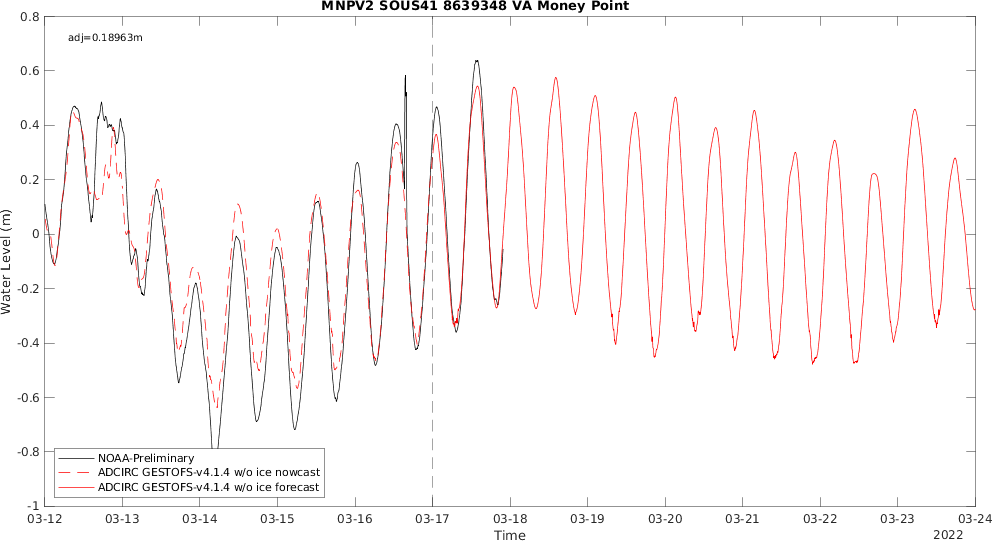 MNPV2 SOUS41 8639348 VA Money Point
adj=0.18963m
0.8
0.6
0.4
0.2
0
-0.2
-0.4
-0.6
-0.8
-1
Water Level (m)
NOAA-Preliminary
ADCIRC GESTOFS-v4.1.4 w/o ice nowcast
ADCIRC GESTOFS-v4.1.4 w/o ice forecast
03-12 03-13 03-14 03-15 03-16 03-17 03-18 03-19 03-20 03-21 03-22 03-23 03-24
Time
2022